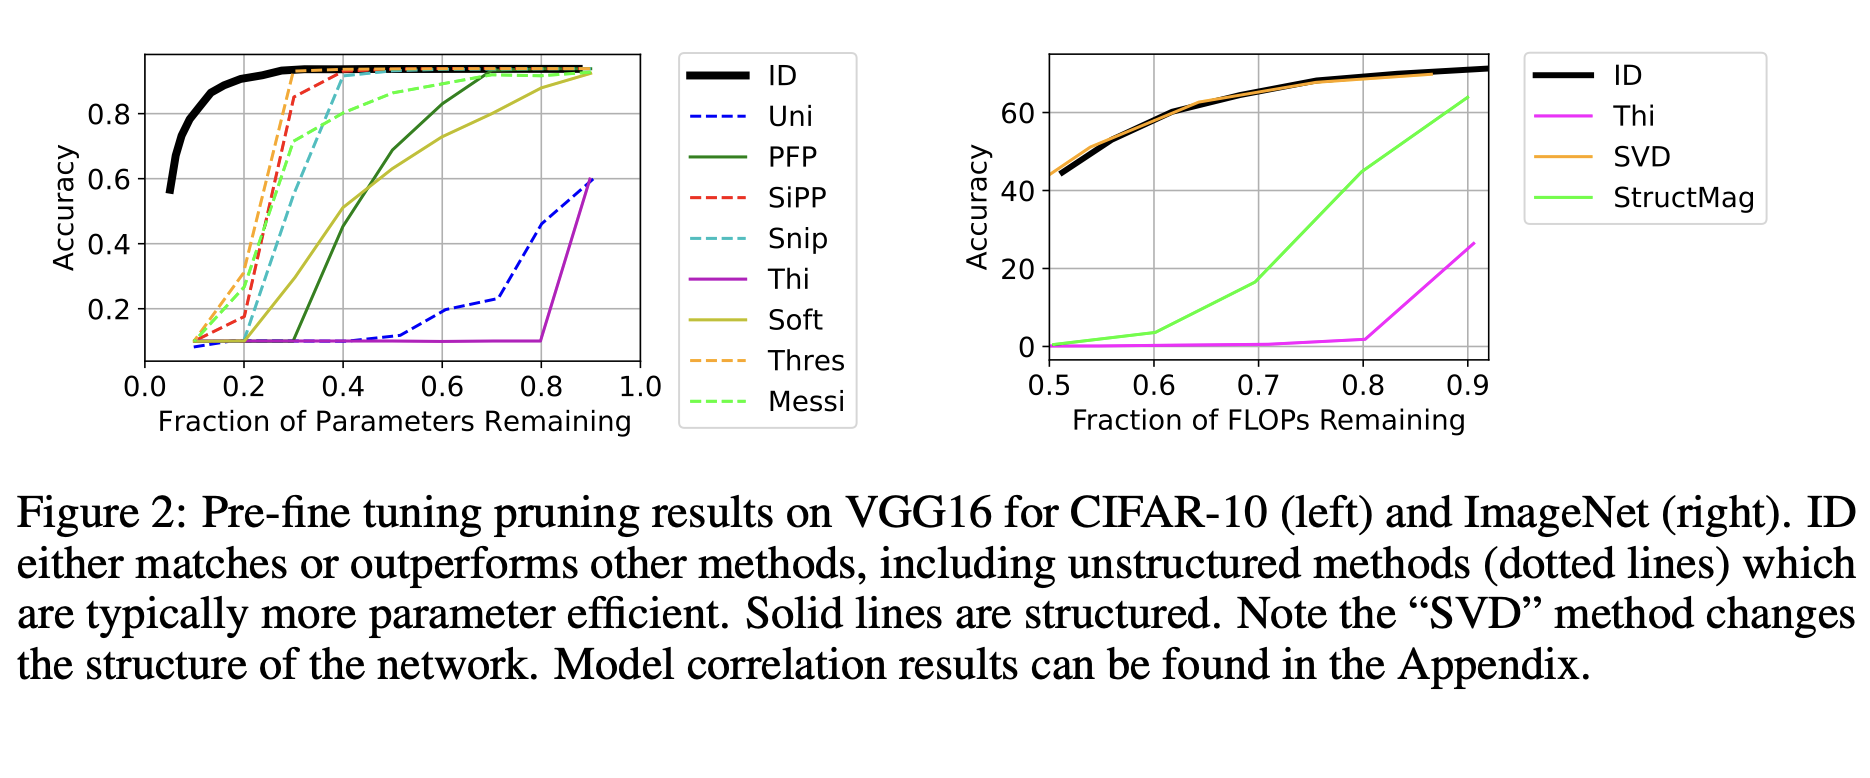 Accuracy
0.8
0.6
0.4
0.2
0.0 0.2 0.4 0.6 0.8 1.0
Fraction of Parameters Remaining
ID
Uni
PFP
SiPP
Snip
Thi
Soft
Thres
Messi
Accuracy
60
40
20
0
0.5 0.6 0.7 0.8 0.9
Fraction of FLOPs Remaining
ID
Thi
SVD
StructMag
Figure 2: Pre-fine tuning pruning results on VGG16 for CIFAR-10 (left) and ImageNet (right). ID
either matches or outperforms other methods, including unstructured methods (dotted lines) which
are typically more parameter efficient. Solid lines are structured. Note the “SVD” method changes
the structure of the network. Model correlation results can be found in the Appendix.